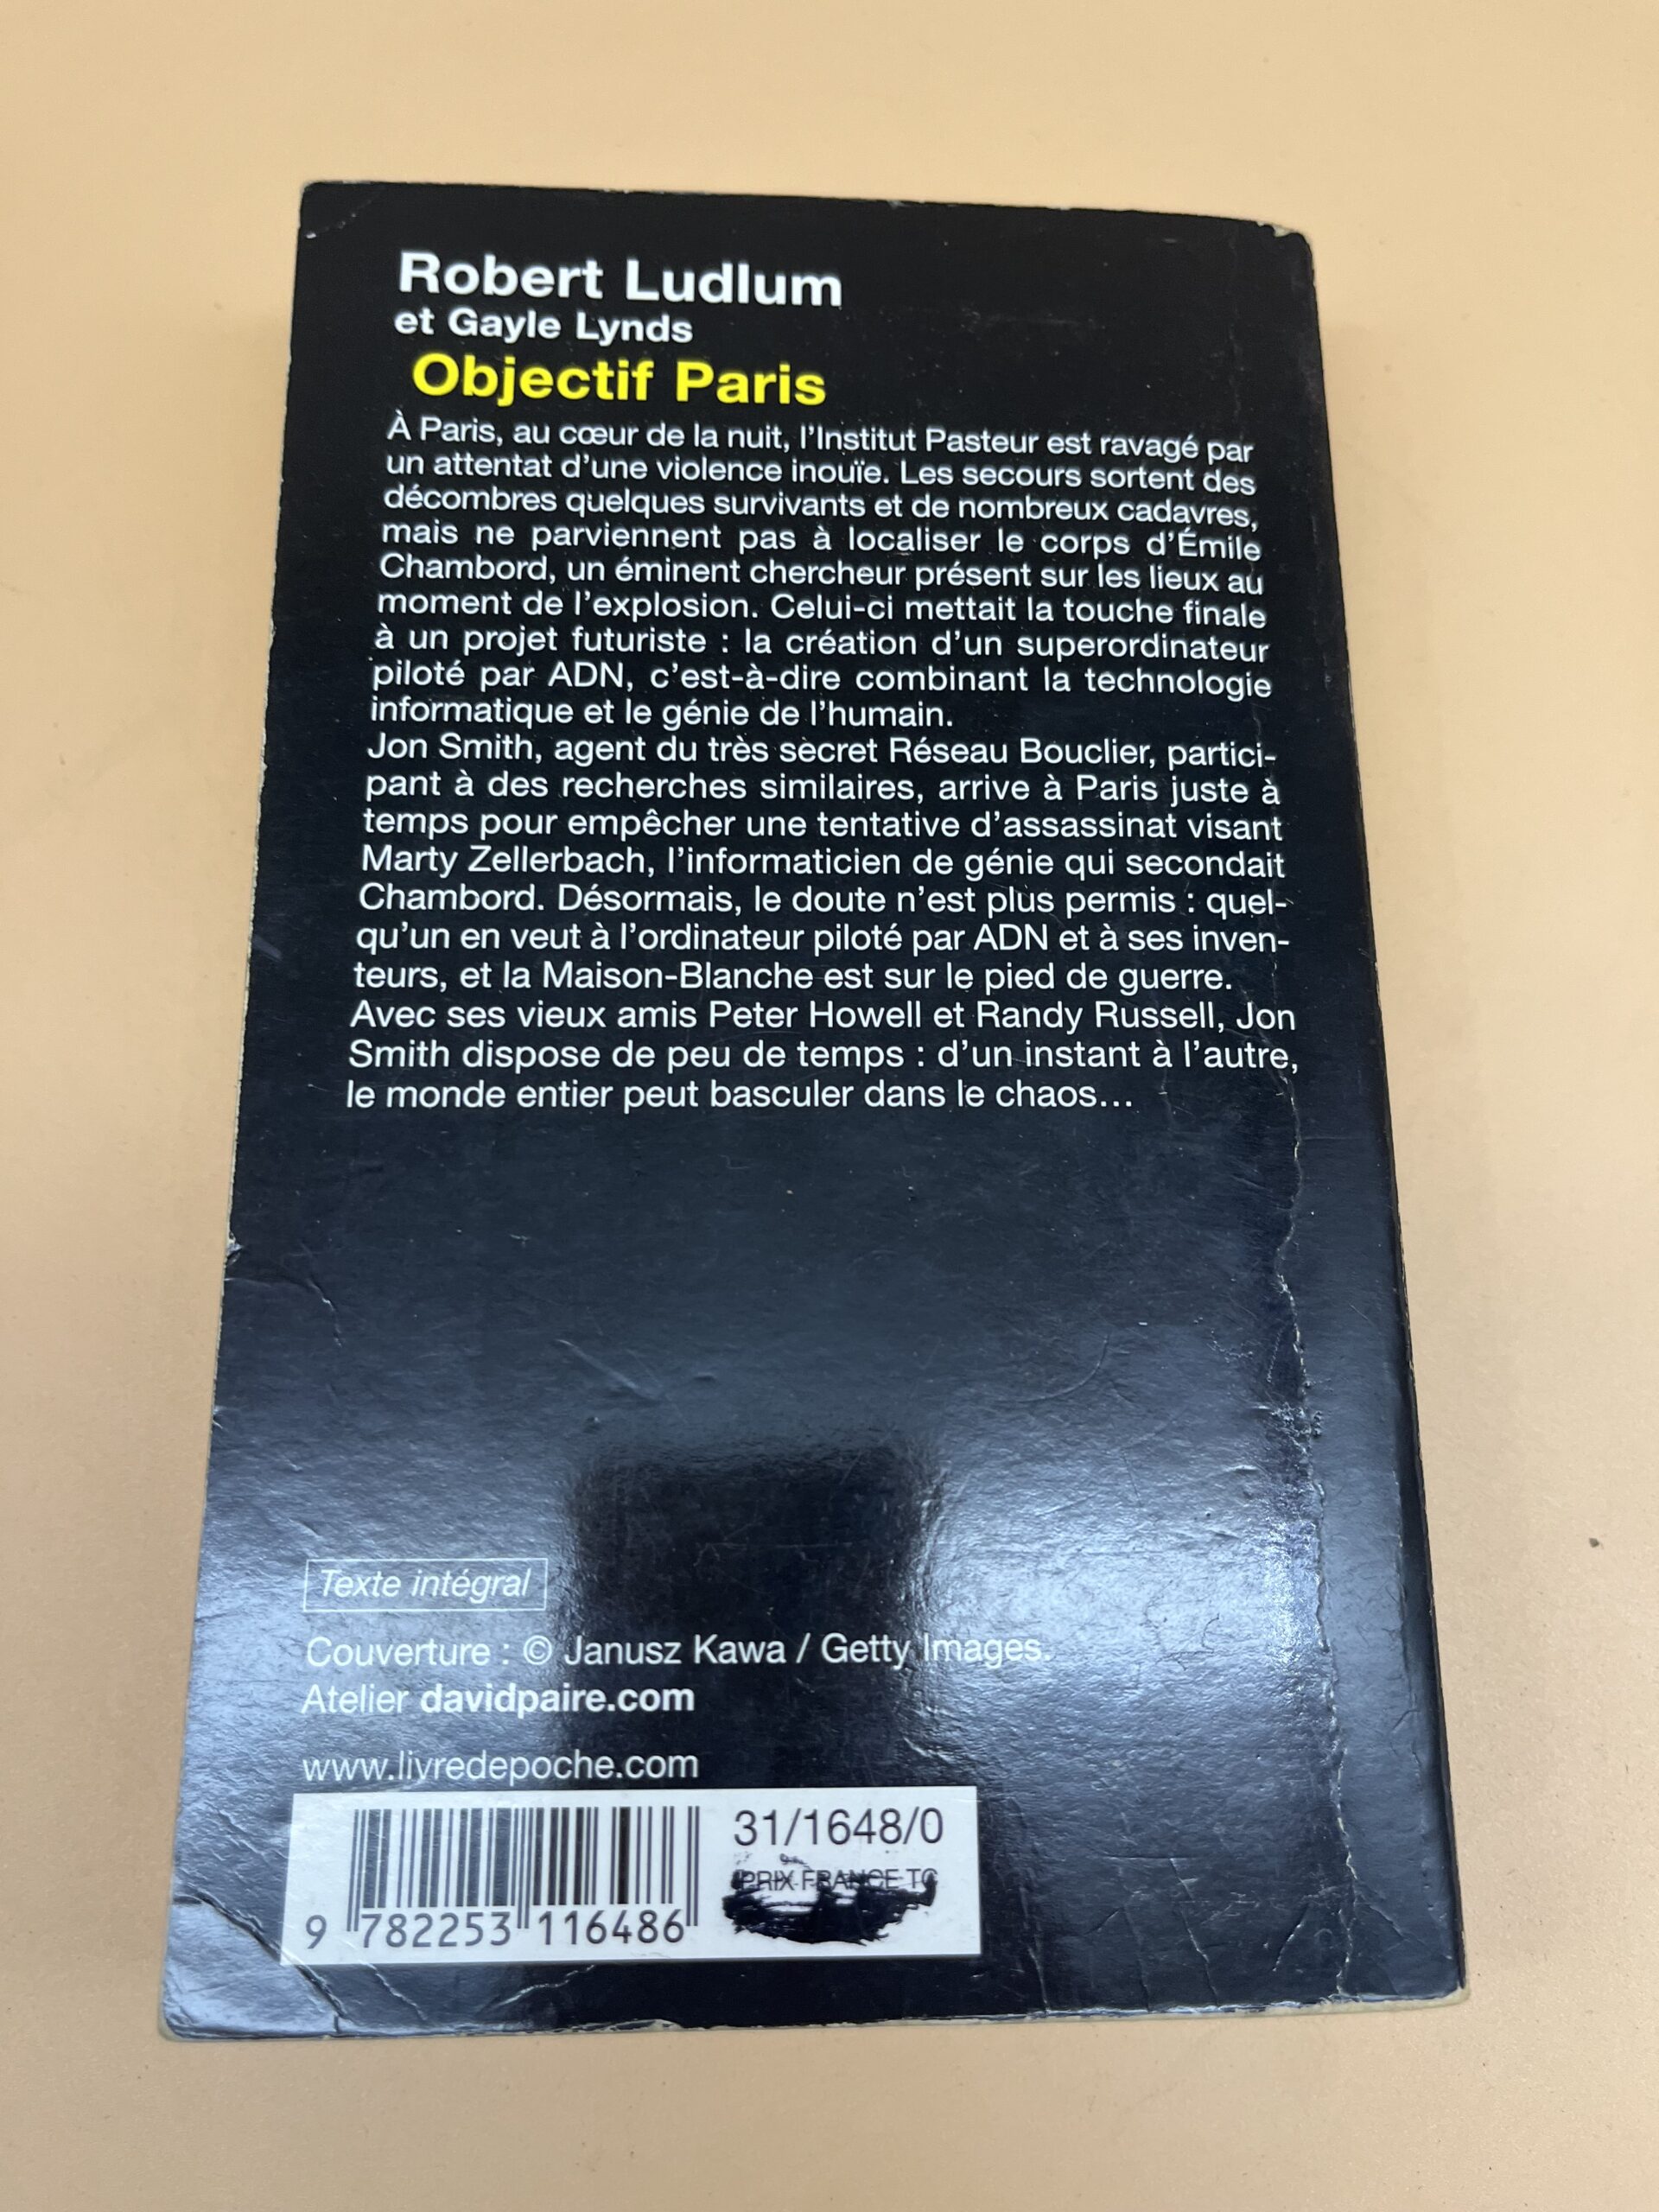 Robert Ludlum
et Gayle Lynds
Objectif Paris
À Paris, au cœur de la nuit, l'Institut Pasteur est ravagé par
un attentat d'une violence inouïe. Les secours sortent des
décombres quelques survivants et de nombreux cadavres,
mais ne parviennent pas à localiser le corps d'Émile
Chambord, un éminent chercheur présent sur les lieux au
moment de l'explosion. Celui-ci mettait la touche finale
à un projet futuriste : la création d'un superordinateur
piloté par ADN, c'est-à-dire combinant la technologie
informatique et le génie de l'humain.
Jon Smith, agent du très secret Réseau Bouclier, partici-
pant à des recherches similaires, arrive à Paris juste à
temps pour empêcher une tentative d'assassinat visant
Marty Zellerbach, l'informaticien de génie qui secondait
Chambord. Désormais, le doute n'est plus permis : quel-
qu'un en veut à l'ordinateur piloté par ADN et à ses inven-
teurs, et la Maison-Blanche est sur le pied de guerre.
Avec ses vieux amis Peter Howell et Randy Russell, Jon
Smith dispose de peu de temps : d'un instant à l'autre,
le monde entier peut basculer dans le chaos...
Texte intégral
Couverture : © Janusz Kawa / Getty Images.
Atelier davidpaire.com
www.livredepoche.com
31/1648/0
PRIX FRANCE TC
9 782253 116486